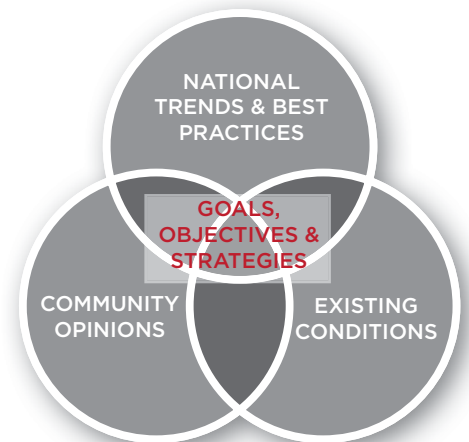 NATIONAL
TRENDS & BEST
PRACTICES
GOALS,
OBJECTIVES &
STRATEGIES
COMMUNITY
OPINIONS
EXISTING
CONDITIONS